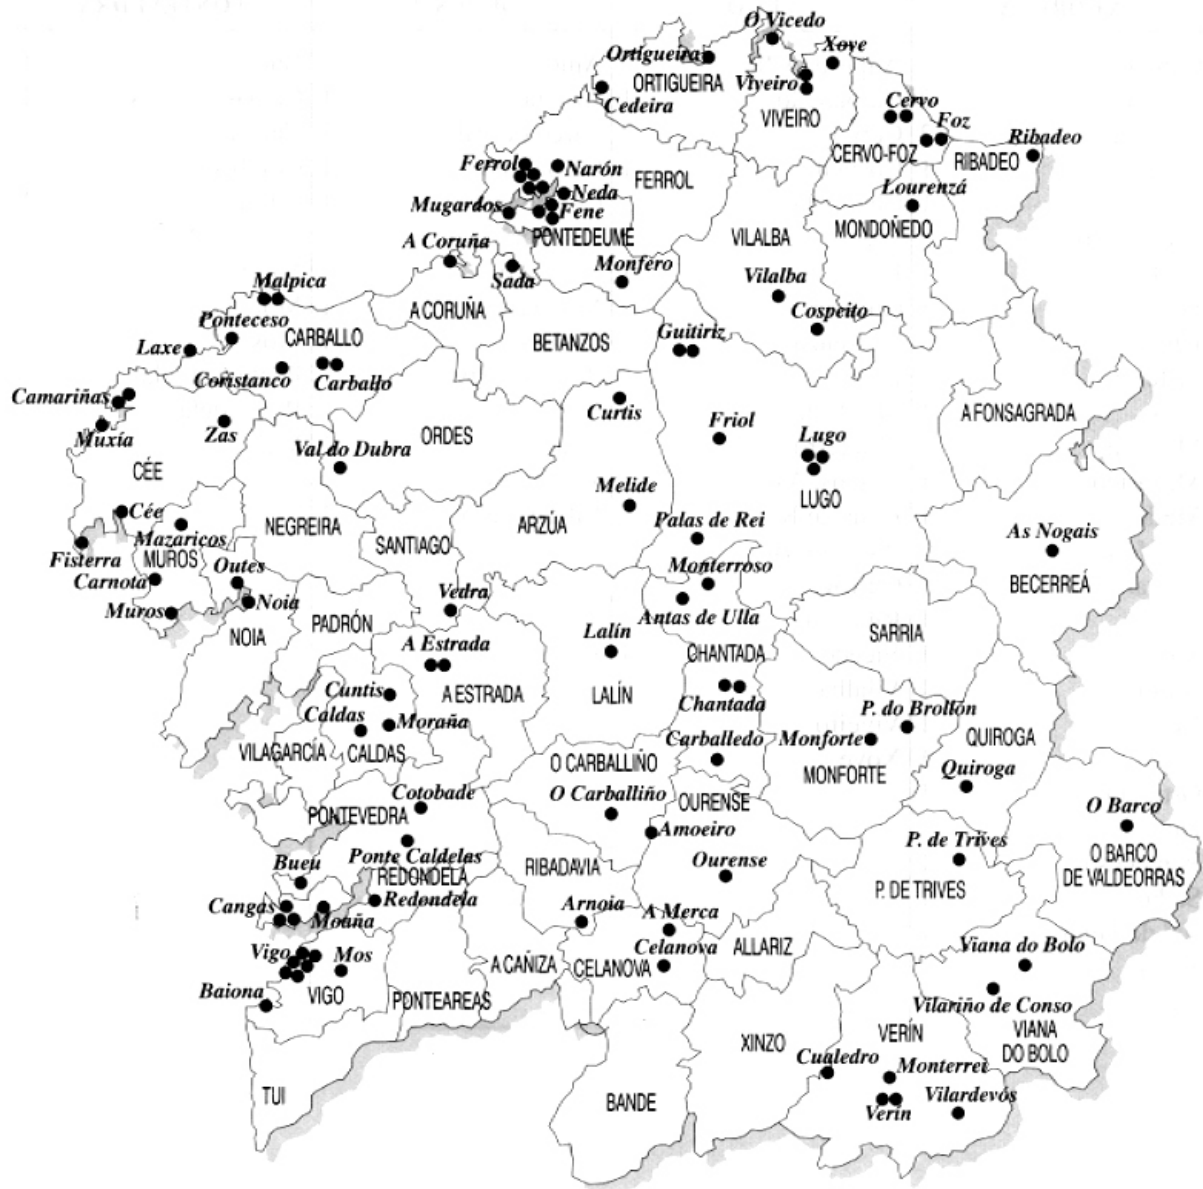 O Vicedo
Xove
Ortigueira
ORTIGUEIRA
Viveiro
Cedeira
VIVEIRO
Cervo
Foz
CERVO-FOZ
Ribadeo
RIBADEO
Ferrol
Narón
FERROL
Neda
Lourenzá
Mugardos
Fene
PONTEDEUME
VILALBA
MONDOÑEDO
A Coruña
Sada
Monfero
Vilalba
Malpica
A CORUÑA
Cospeito
Ponteceso
CARBALLO
BETANZOS
Guitiriz
Laxe
Coristanco
Carballo
Camariñas
Curtis
A FONSAGRADA
Muxía
Zas
Val do Dubra
ORDES
Friol
Lugo
CÉE
LUGO
Melide
Cée
NEGREIRA
ARZÚA
Palas de Rei
Mazaricos
SANTIAGO
As Nogais
Fisterra
MUROS
Outes
Monterroso
BECERREÁ
Carnota
Vedra
Muros
Noia
Antas de Ulla
NOIA
PADRÓN
Lalín
SARRIA
A Estrada
CHANTADA
Cuntis
A ESTRADA
LALÍN
Chantada
Caldas
Moraña
P. do Brollón
VILAGARCÍA
CALDAS
Carballedo
Monforte
QUIROGA
O CARBALLIÑO
MONFORTE
Quiroga
Cotobade
O Carballiño
OURENSE
O Barco
PONTEVEDRA
Amoeiro
Bueu
Ponte Caldelas
RIBADAVIA
Ourense
P. de Trives
O BARCO
DE VALDEORRAS
REDONDELA
P. DE TRIVES
Cangas
Moaña
Redondela
Arnoia
A Merca
Vigo
Mos
Celanova
ALLARIZ
Viana do Bolo
A CAÑIZA
CELANOVA
Baiona
VIGO
PONTEAREAS
Vilariño de Conso
VERÍN
VIANA
DO BOLO
XINZO
Cualedro
Monterrei
TUI
BANDE
Verín
Vilardevós